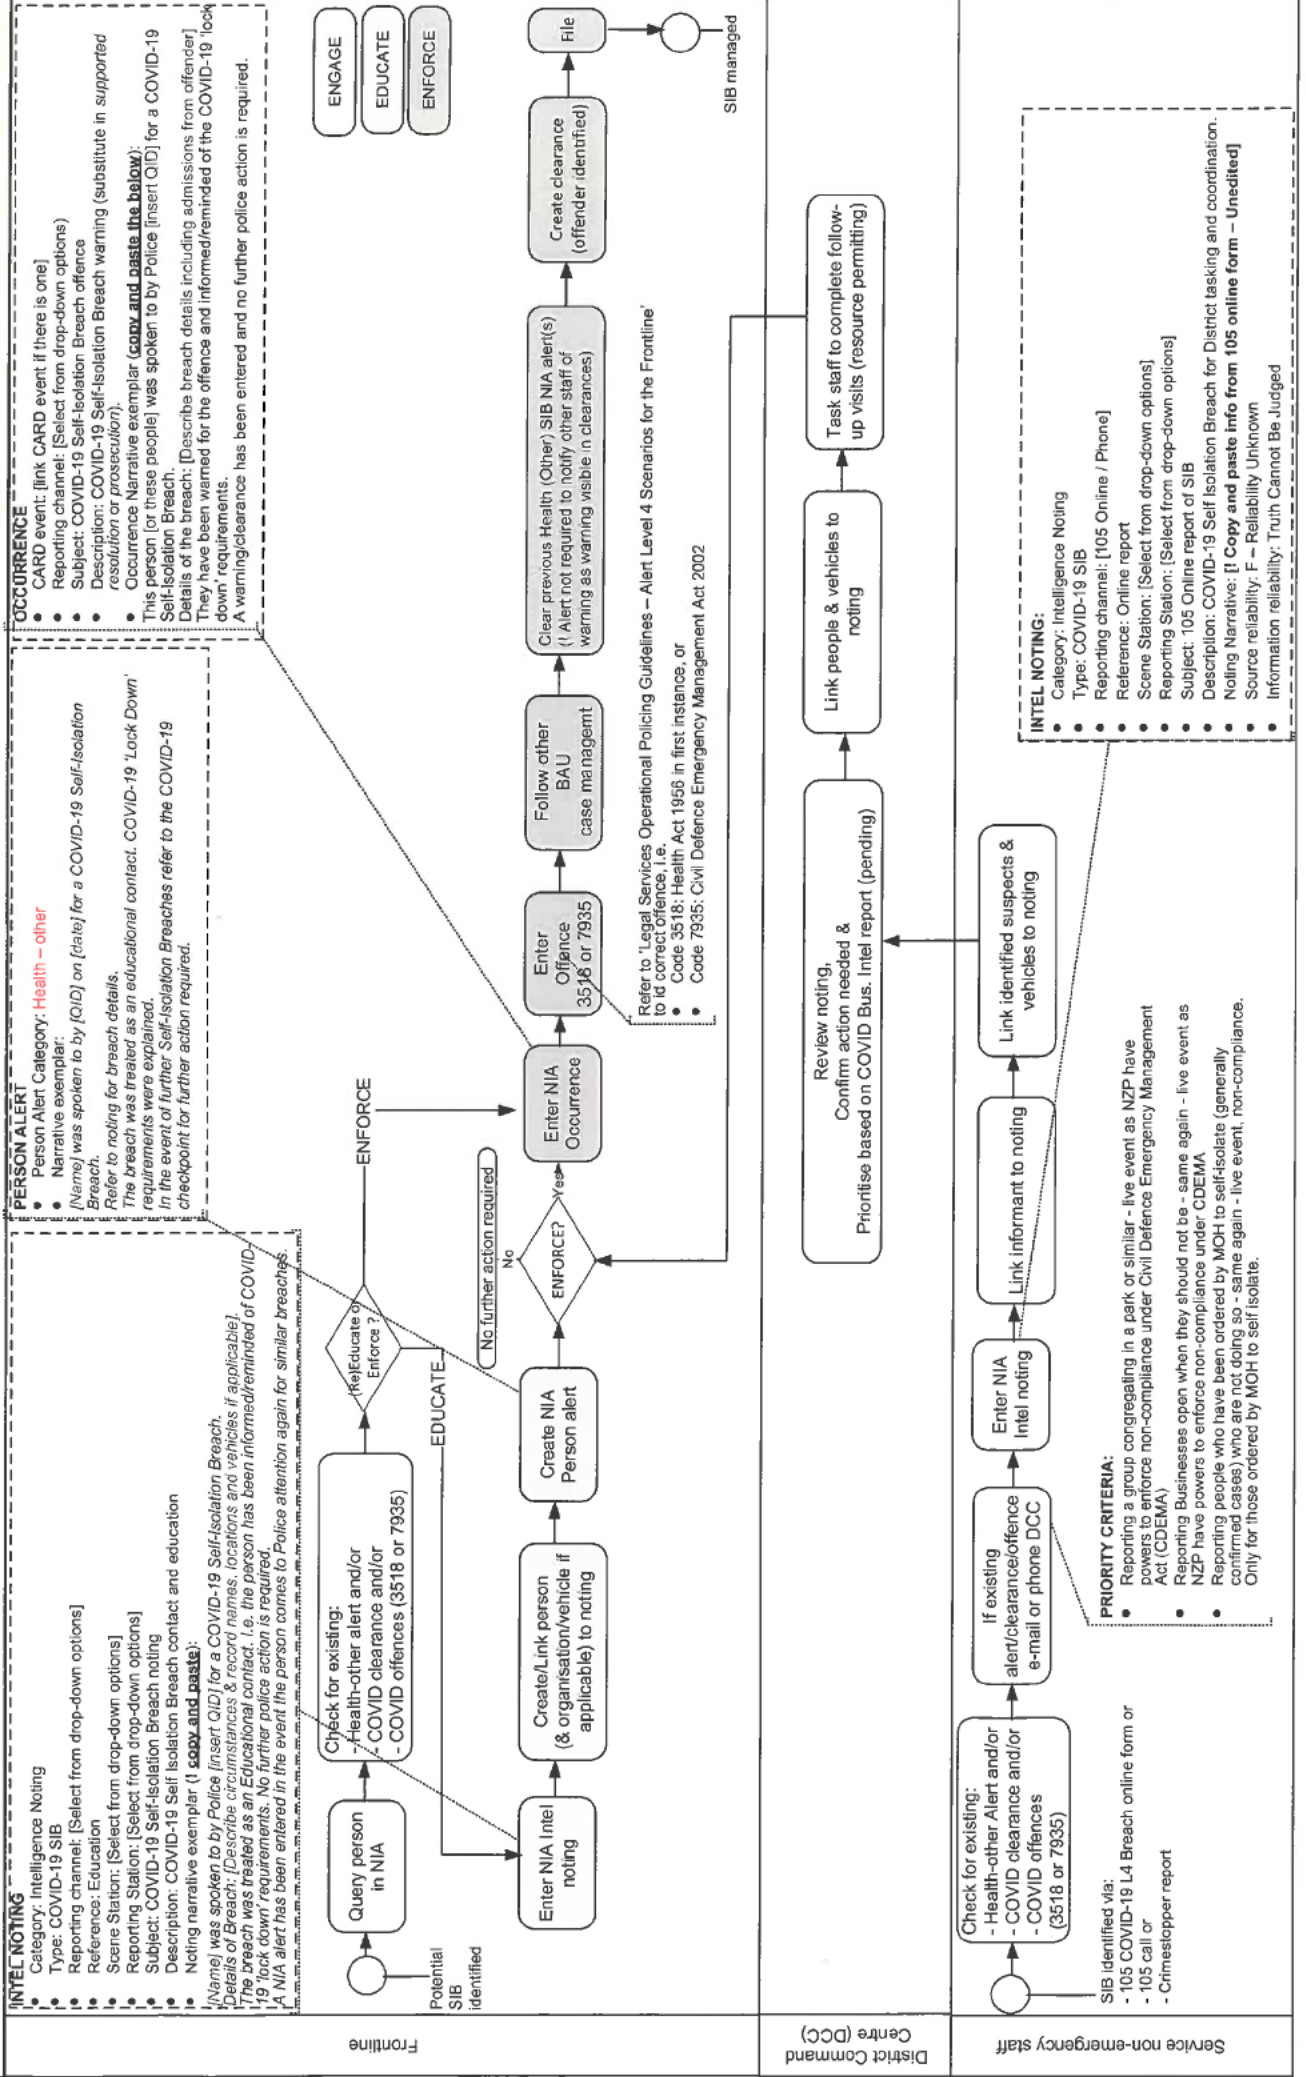 INTEL NOTING
• Category: Intelligence Noting
• Type: COVID-19 SIB
• Reporting channel: [Select from drop-down options]
• Reference: Education
• Scene Station: [Select from drop-down options]
• Reporting Station: [Select from drop-down options]
• Subject: COVID-19 Self-Isolation Breach noting
• Description: COVID-19 Self Isolation Breach contact and education
• Noting narrative exemplar (! copy and paste):
[Name] was spoken to by Police [insert QID] for a COVID-19 Self-Isolation Breach.
Details of Breach: [Describe circumstances & record names, locations and vehicles if applicable].
The breach was treated as an Educational contact. I.e. the person has been informed/reminded of COVID-
19 'lock down' requirements. No further police action is required.
A NIA alert has been entered in the event the person comes to Police attention again for similar breaches.
PERSON ALERT
• Person Alert Category: Health – other
• Narrative exemplar:
[Name] was spoken to by [QID] on [date] for a COVID-19 Self-Isolation
Breach.
Refer to noting for breach details.
The breach was treated as an educational contact. COVID-19 'Lock Down'
requirements were explained.
In the event of further Self-Isolation Breaches refer to the COVID-19
checkpoint for further action required.
OCCURRENCE
• CARD event: [link CARD event if there is one]
• Reporting channel: [Select from drop-down options)
• Subject: COVID-19 Self-Isolation Breach offence
• Description: COVID-19 Self-Isolation Breach warning (substitute in supported
resolution or prosecution).
• Occurrence Narrative exemplar (copy and paste the below):
This person [or these people] was spoken to by Police [insert QID] for a COVID-19
Self-Isolation Breach.
Details of the breach: [Describe breach details including admissions from offender]
They have been warned for the offence and informed/reminded of the COVID-19 'lock
down' requirements.
A warning/clearance has been entered and no further police action is required.
ENGAGE
EDUCATE
ENFORCE
Frontline
Potential
SIB
identified
Query person
in NIA
Check for existing:
- Health-other alert and/or
- COVID clearance and/or
- COVID offences (3518 or 7935)
(Re)Educate or
Enforce ?
ENFORCE
EDUCATE
Enter NIA Intel
noting
Create/Link person
(& organisation/vehicle if
applicable) to noting
Create NIA
Person alert
ENFORCE?
No
No further action required
Yes
Enter NIA
Occurrence
Enter
Offence
3518 or 7935
Follow other
BAU
case managemt
Clear previous Health (Other) SIB NIA alert(s)
(! Alert not required to notify other staff of
warning as warning visible in clearances)
Create clearance
(offender identified)
File
SIB managed
Refer to 'Legal Services Operational Policing Guidelines – Alert Level 4 Scenarios for the Frontline'
to id correct offence, i.e.
• Code 3518: Health Act 1956 in first instance, or
• Code 7935: Civil Defence Emergency Management Act 2002
District Command
Centre (DCC)
Review noting,
Confirm action needed &
Prioritise based on COVID Bus. Intel report (pending)
Link people & vehicles to
noting
Task staff to complete follow-
up visits (resource permitting)
Service non-emergency staff
SIB identified via:
- 105 COVID-19 L4 Breach online form or
- 105 call or
- Crimestopper report
Check for existing:
- Health-other Alert and/or
- COVID clearance and/or
- COVID offences
(3518 or 7935)
If existing
alert/clearance/offence
e-mail or phone DCC
Enter NIA
Intel noting
Link informant to noting
Link identified suspects &
vehicles to noting
PRIORITY CRITERIA:
• Reporting a group congregating in a park or similar - live event as NZP have
powers to enforce non-compliance under Civil Defence Emergency Management
Act (CDEMA)
• Reporting Businesses open when they should not be - same again - live event as
NZP have powers to enforce non-compliance under CDEMA
• Reporting people who have been ordered by MOH to self-isolate (generally
confirmed cases) who are not doing so - same again - live event, non-compliance.
Only for those ordered by MOH to self isolate.
INTEL NOTING:
• Category: Intelligence Noting
• Type: COVID-19 SIB
• Reporting channel: [105 Online / Phone]
• Reference: Online report
• Scene Station: [Select from drop-down options]
• Reporting Station: [Select from drop-down options]
• Subject: 105 Online report of SIB
• Description: COVID-19 Self Isolation Breach for District tasking and coordination.
• Noting Narrative: [! Copy and paste info from 105 online form – Unedited]
• Source reliability: F – Reliability Unknown
• Information reliability: Truth Cannot Be Judged